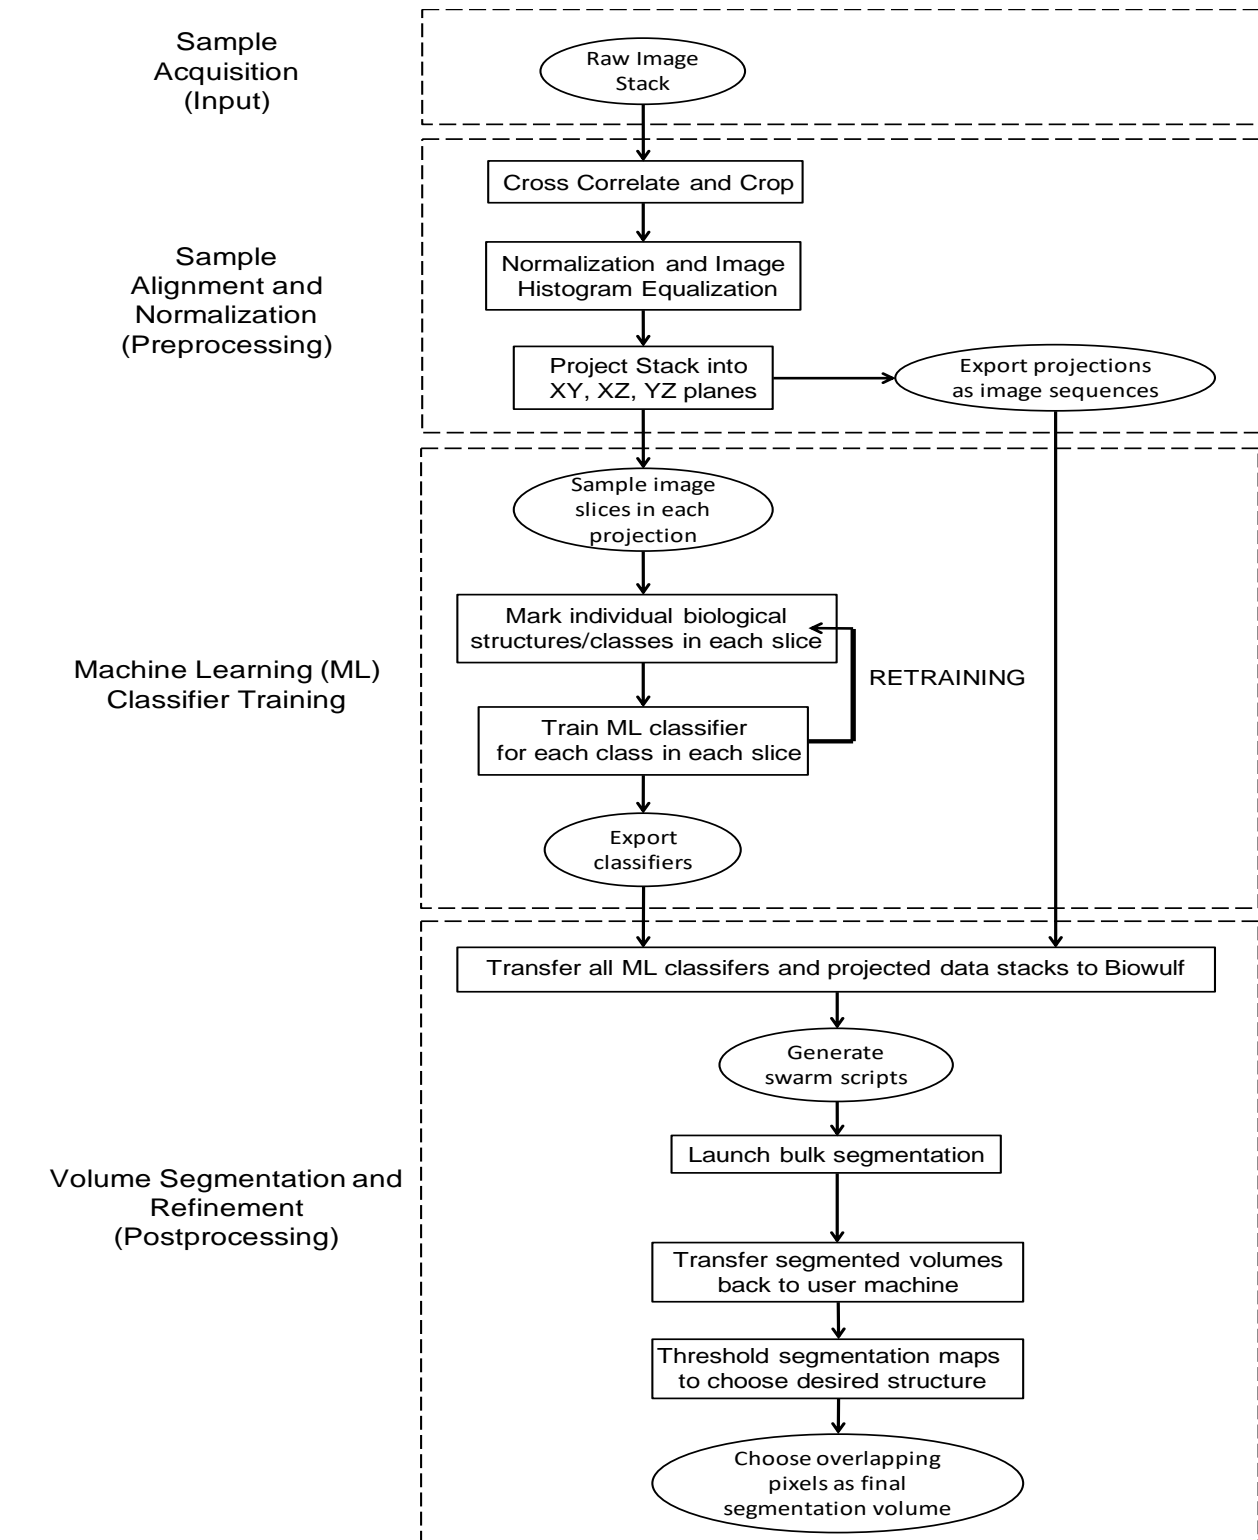 Sample
Acquisition
(Input)
Raw Image
Stack
Sample
Alignment and
Normalization
(Preprocessing)
Cross Correlate and Crop
Normalization and Image
Histogram Equalization
Project Stack into
XY, XZ, YZ planes
Export projections
as image sequences
Machine Learning (ML)
Classifier Training
Sample image
slices in each
projection
Mark individual biological
structures/classes in each slice
RETRAINING
Train ML classifier
for each class in each slice
Export
classifiers
Volume Segmentation and
Refinement
(Postprocessing)
Transfer all ML classifers and projected data stacks to Biowulf
Generate
swarm scripts
Launch bulk segmentation
Transfer segmented volumes
back to user machine
Threshold segmentation maps
to choose desired structure
Choose overlapping
pixels as final
segmentation volume